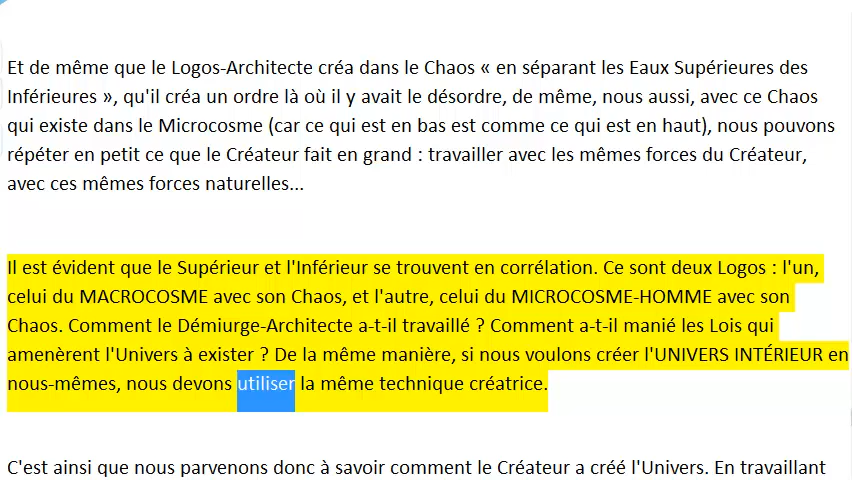 Et de même que le Logos-Architecte créa dans le Chaos « en séparant les Eaux Supérieures des
Inférieures », qu'il créa un ordre là où il y avait le désordre, de même, nous aussi, avec ce Chaos
qui existe dans le Microcosme (car ce qui est en bas est comme ce qui est en haut), nous pouvons
répéter en petit ce que le Créateur fait en grand : travailler avec les mêmes forces du Créateur,
avec ces mêmes forces naturelles...
Il est évident que le Supérieur et l'Inférieur se trouvent en corrélation. Ce sont deux Logos : l'un,
celui du MACROCOSME avec son Chaos, et l'autre, celui du MICROCOSME-HOMME avec son
Chaos. Comment le Démiurge-Architecte a-t-il travaillé ? Comment a-t-il manié les Lois qui
amenèrent l'Univers à exister ? De la même manière, si nous voulons créer l'UNIVERS INTÉRIEUR en
nous-mêmes, nous devons utiliser la même technique créatrice.
C'est ainsi que nous parvenons donc à savoir comment le Créateur a créé l'Univers. En travaillant